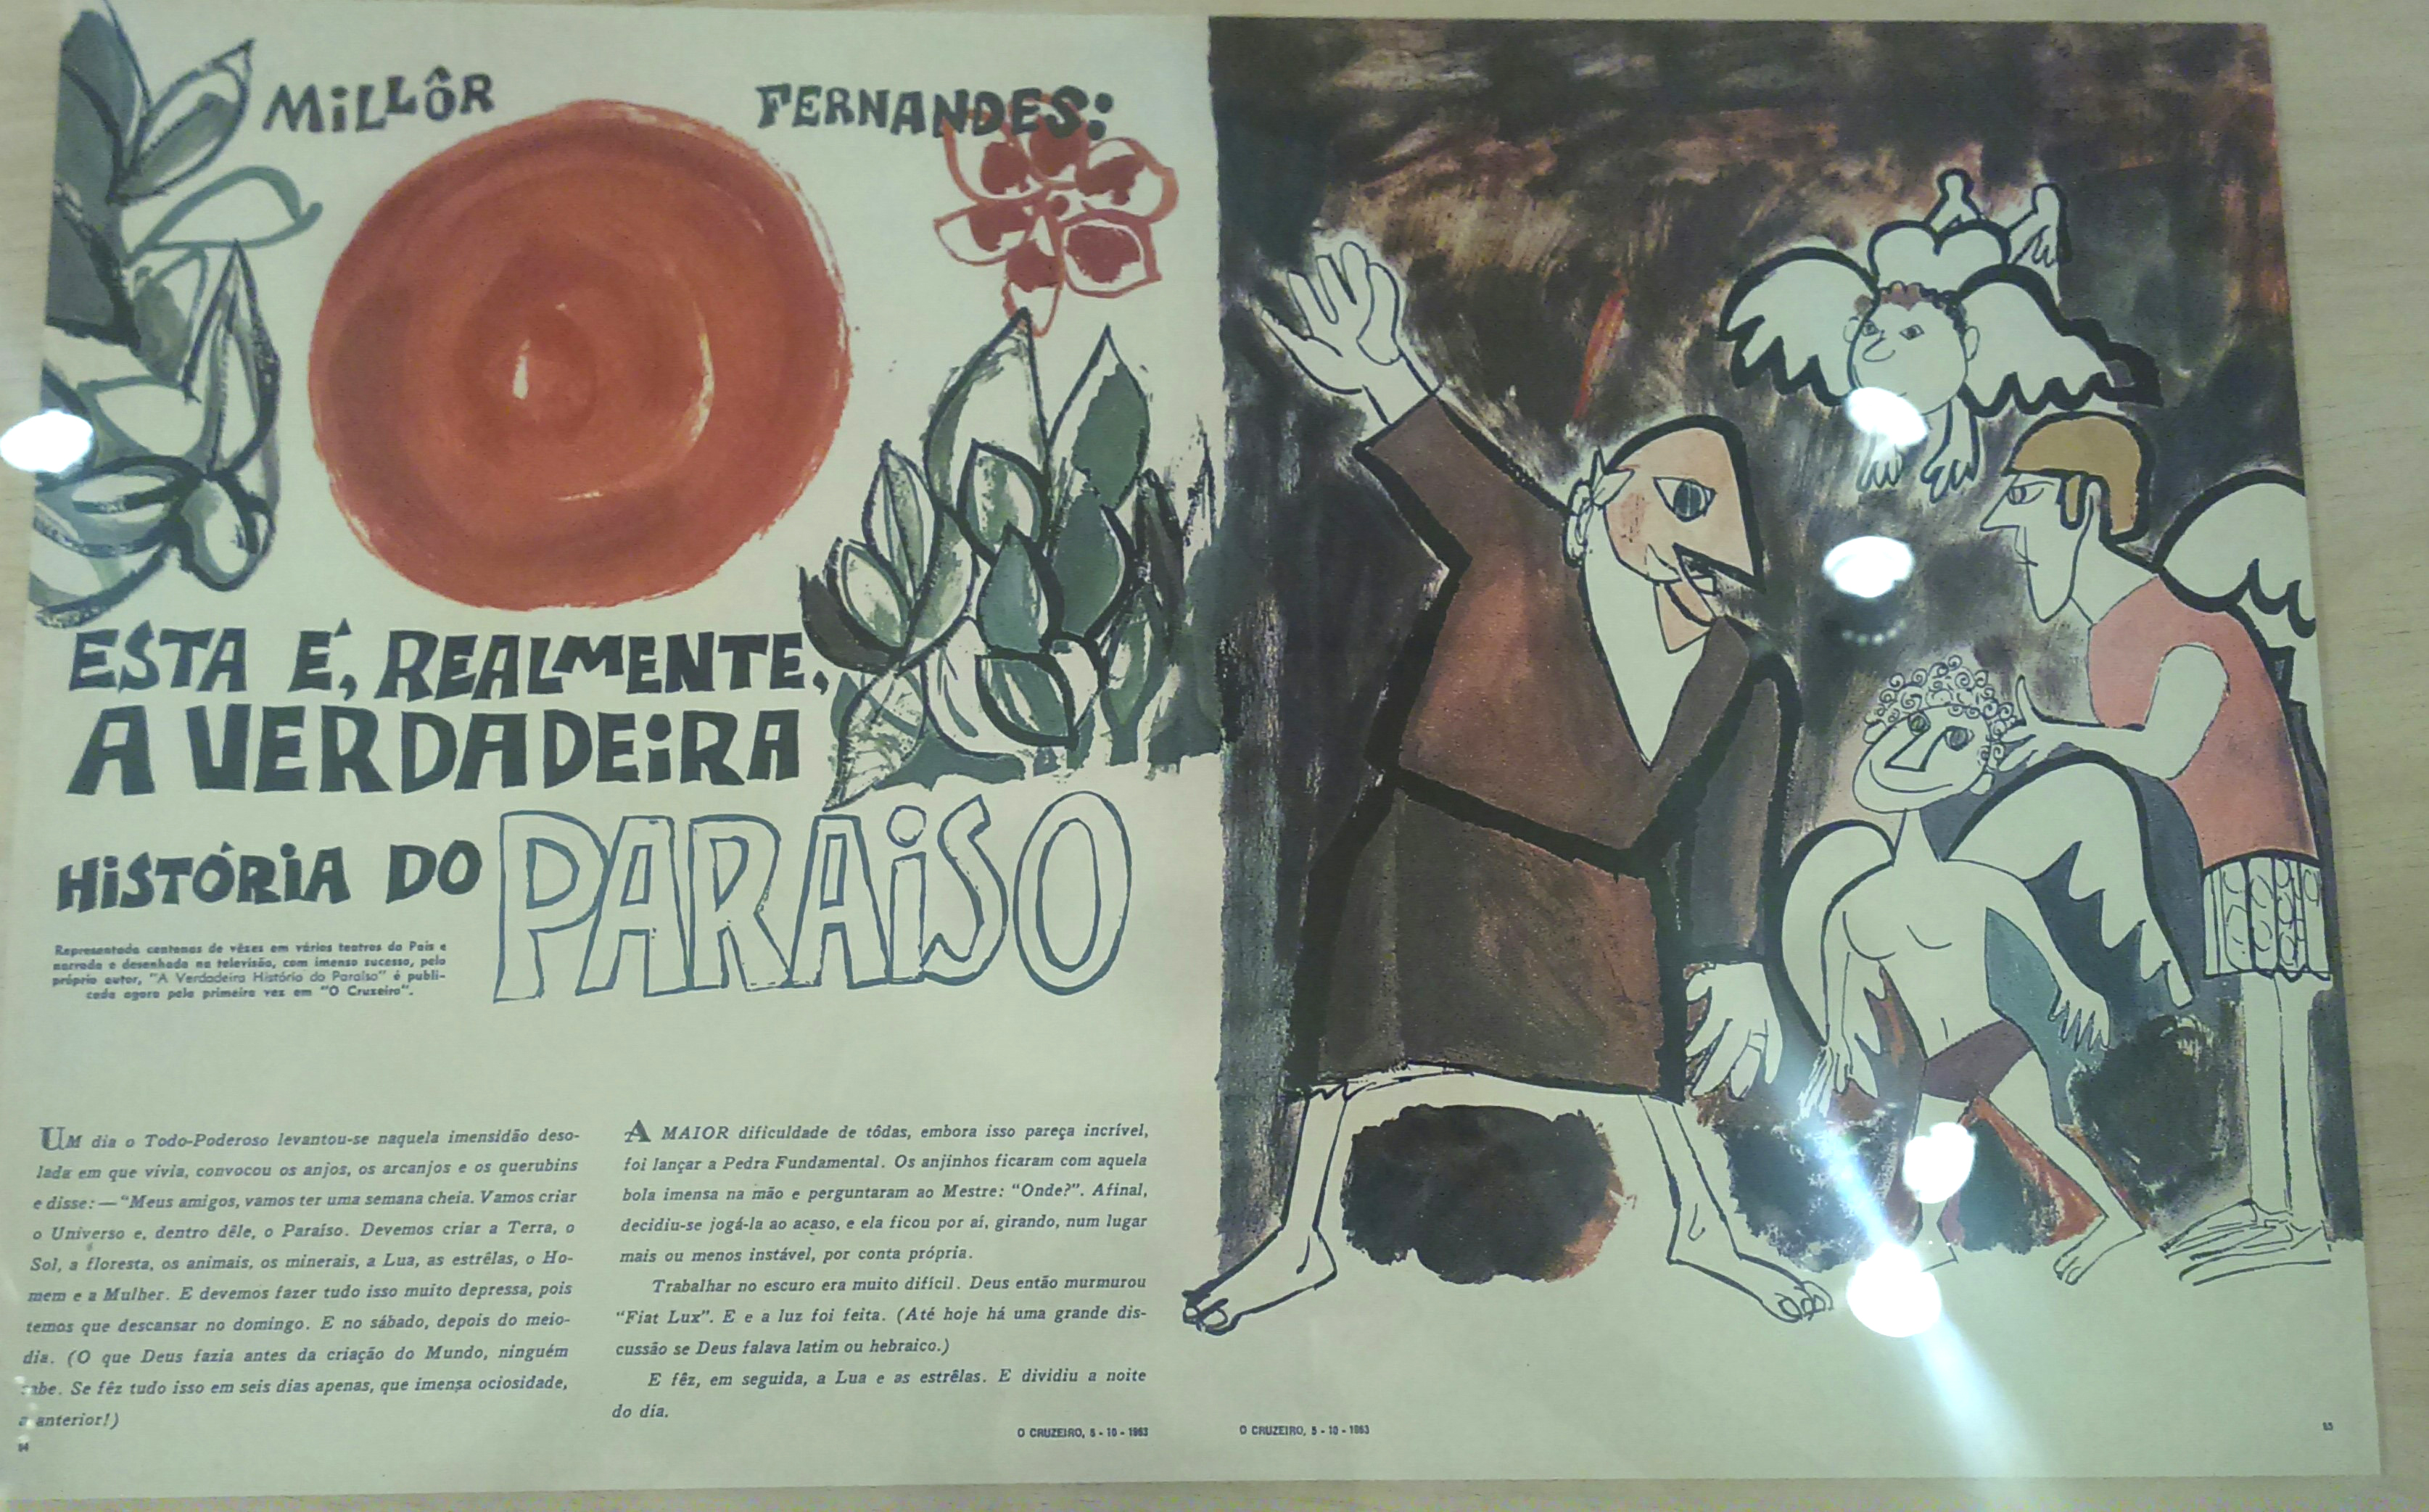 MiLLÔR FERNANDES:
ESTA É, REALMENTE,
A VERDADEiRA
HiSTÓRiA DO PARAiSO
Representada centenas de vêzes em vários teatros do País e
narrada e desenhada na televisão, com imenso sucesso, pelo
próprio autor, "A Verdadeira História do Paraíso" é publi-
cada agora pela primeira vez em "O Cruzeiro".
UM dia o Todo-Poderoso levantou-se naquela imensidão deso-
lada em que vivia, convocou os anjos, os arcanjos e os querubins
e disse: — "Meus amigos, vamos ter uma semana cheia. Vamos criar
o Universo e, dentro dêle, o Paraíso. Devemos criar a Terra, o
Sol, a floresta, os animais, os minerais, a Lua, as estrêlas, o Ho-
mem e a Mulher. E devemos fazer tudo isso muito depressa, pois
temos que descansar no domingo. E no sábado, depois do meio-
dia. (O que Deus fazia antes da criação do Mundo, ninguém
sabe. Se fêz tudo isso em seis dias apenas, que imensa ociosidade,
a anterior!)
A MAIOR dificuldade de tôdas, embora isso pareça incrível,
foi lançar a Pedra Fundamental. Os anjinhos ficaram com aquela
bola imensa na mão e perguntaram ao Mestre: "Onde?". Afinal,
decidiu-se jogá-la ao acaso, e ela ficou por aí, girando, num lugar
mais ou menos instável, por conta própria.
Trabalhar no escuro era muito difícil. Deus então murmurou
"Fiat Lux". E e a luz foi feita. (Até hoje há uma grande dis-
cussão se Deus falava latim ou hebraico.)
E fêz, em seguida, a Lua e as estrêlas. E dividiu a noite
do dia.
94
O CRUZEIRO, 5 - 10 - 1963
O CRUZEIRO, 5 - 10 - 1963
95